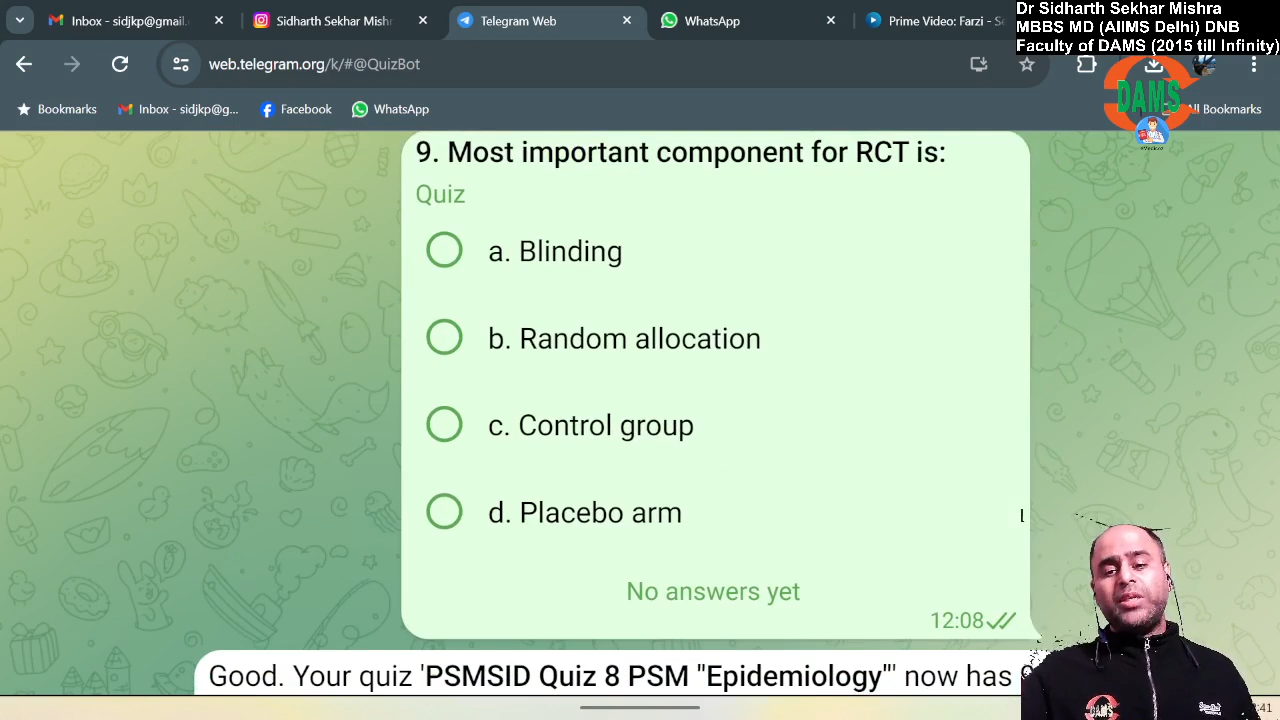 Inbox - sidjkp@gmail.
Sidharth Sekhar Mishr
Telegram Web
WhatsApp
Prime Video: Farzi - Se
Dr Sidharth Sekhar Mishra
MBBS MD (AIIMS Delhi) DNB
Faculty of DAMS (2015 till Infinity)
web.telegram.org/k/#@QuizBot
DAMS
Bookmarks
Inbox - sidjkp@g...
Facebook
WhatsApp
All Bookmarks
9. Most important component for RCT is:
Quiz
a. Blinding
b. Random allocation
c. Control group
d. Placebo arm
No answers yet
12:08
Good. Your quiz 'PSMSID Quiz 8 PSM "Epidemiology"' now has
:41
DAMS